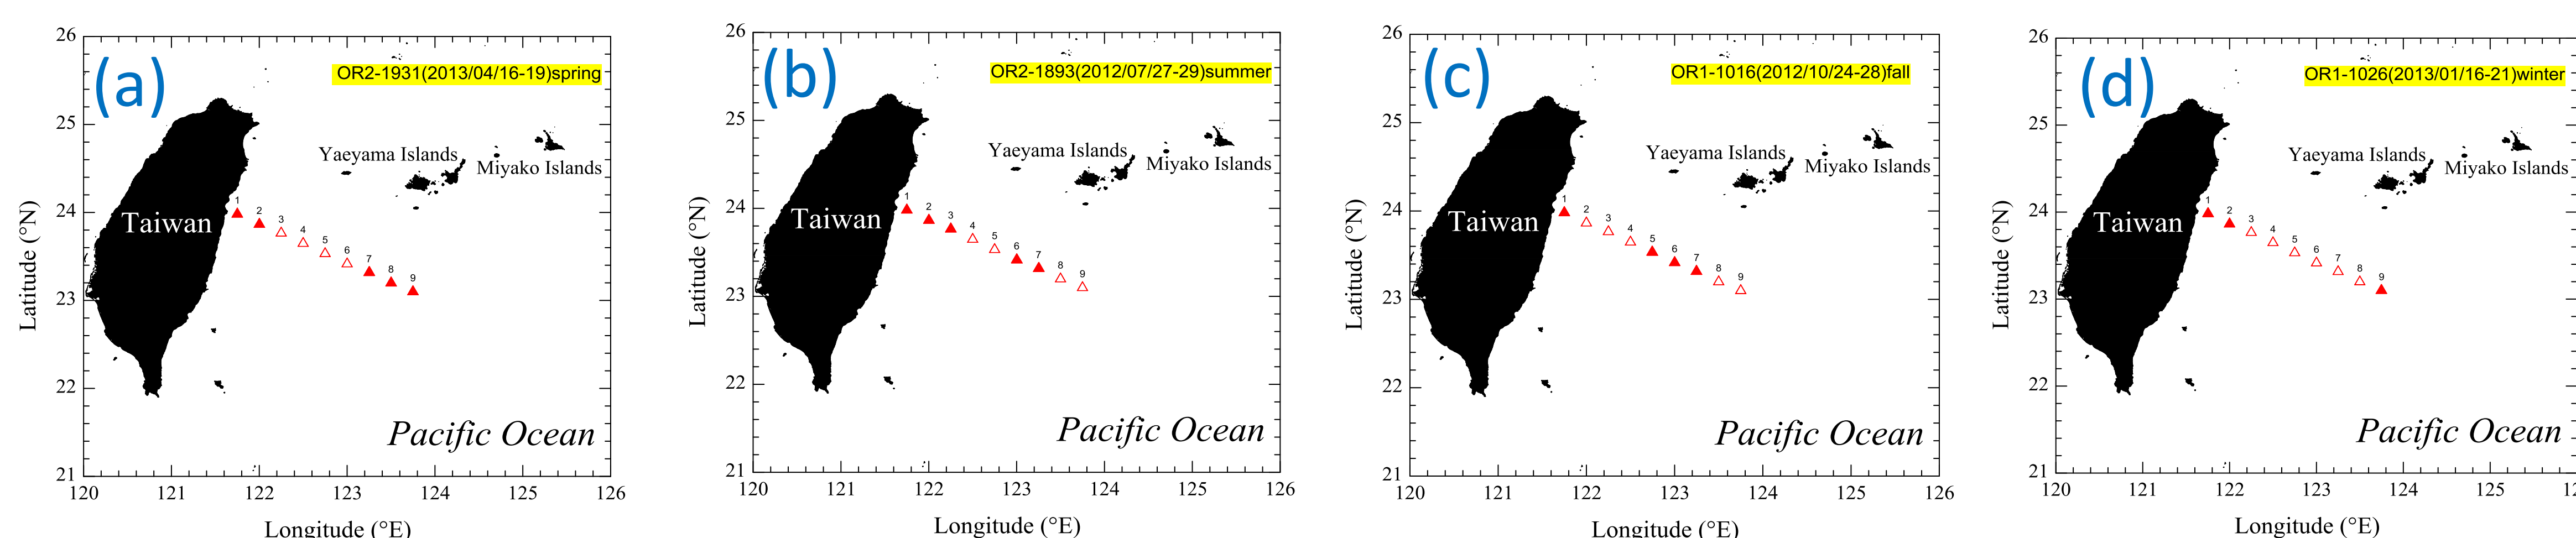 (a)
OR2-1931(2013/04/16-19)spring
26
25
24
23
22
21
Latitude (°N)
Yaeyama Islands
Miyako Islands
Taiwan
1 2 3 4 5 6 7 8 9
Pacific Ocean
120 121 122 123 124 125 126
Longitude (°E)
(b)
OR2-1893(2012/07/27-29)summer
26
25
24
23
22
21
Latitude (°N)
Yaeyama Islands
Miyako Islands
Taiwan
1 2 3 4 5 6 7 8 9
Pacific Ocean
120 121 122 123 124 125 126
Longitude (°E)
(c)
OR1-1016(2012/10/24-28)fall
26
25
24
23
22
21
Latitude (°N)
Yaeyama Islands
Miyako Islands
Taiwan
1 2 3 4 5 6 7 8 9
Pacific Ocean
120 121 122 123 124 125 126
Longitude (°E)
(d)
OR1-1026(2013/01/16-21)winter
26
25
24
23
22
21
Latitude (°N)
Yaeyama Islands
Miyako Islands
Taiwan
1 2 3 4 5 6 7 8 9
Pacific Ocean
120 121 122 123 124 125
Longitude (°E)